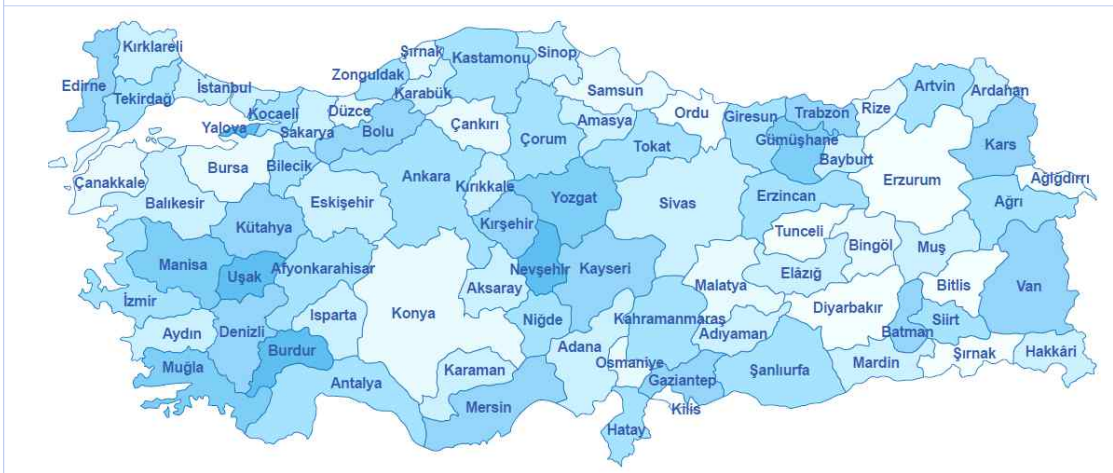 Kırklareli
Edirne
Tekirdağ
İstanbul
Kocaeli
Yalova
Sakarya
Düzce
Zonguldak
Şırnak
Karabük
Kastamonu
Sinop
Bolu
Çankırı
Samsun
Amasya
Çorum
Ordu
Tokat
Giresun
Trabzon
Gümüşhane
Rize
Bayburt
Artvin
Ardahan
Kars
Çanakkale
Bursa
Bilecik
Balıkesir
Eskişehir
Ankara
Kırıkkale
Yozgat
Sivas
Erzincan
Erzurum
Ağıgdırrı
Ağrı
Kütahya
Kırşehir
Tunceli
Bingöl
Muş
Manisa
Uşak
Afyonkarahisar
Nevşehir
Kayseri
Malatya
Elâzığ
Bitlis
Van
İzmir
Aydın
Denizli
Isparta
Konya
Aksaray
Niğde
Kahramanmaraş
Adıyaman
Diyarbakır
Batman
Siirt
Muğla
Burdur
Antalya
Karaman
Mersin
Adana
Osmaniye
Gaziantep
Kilis
Hatay
Şanlıurfa
Mardin
Şırnak
Hakkâri